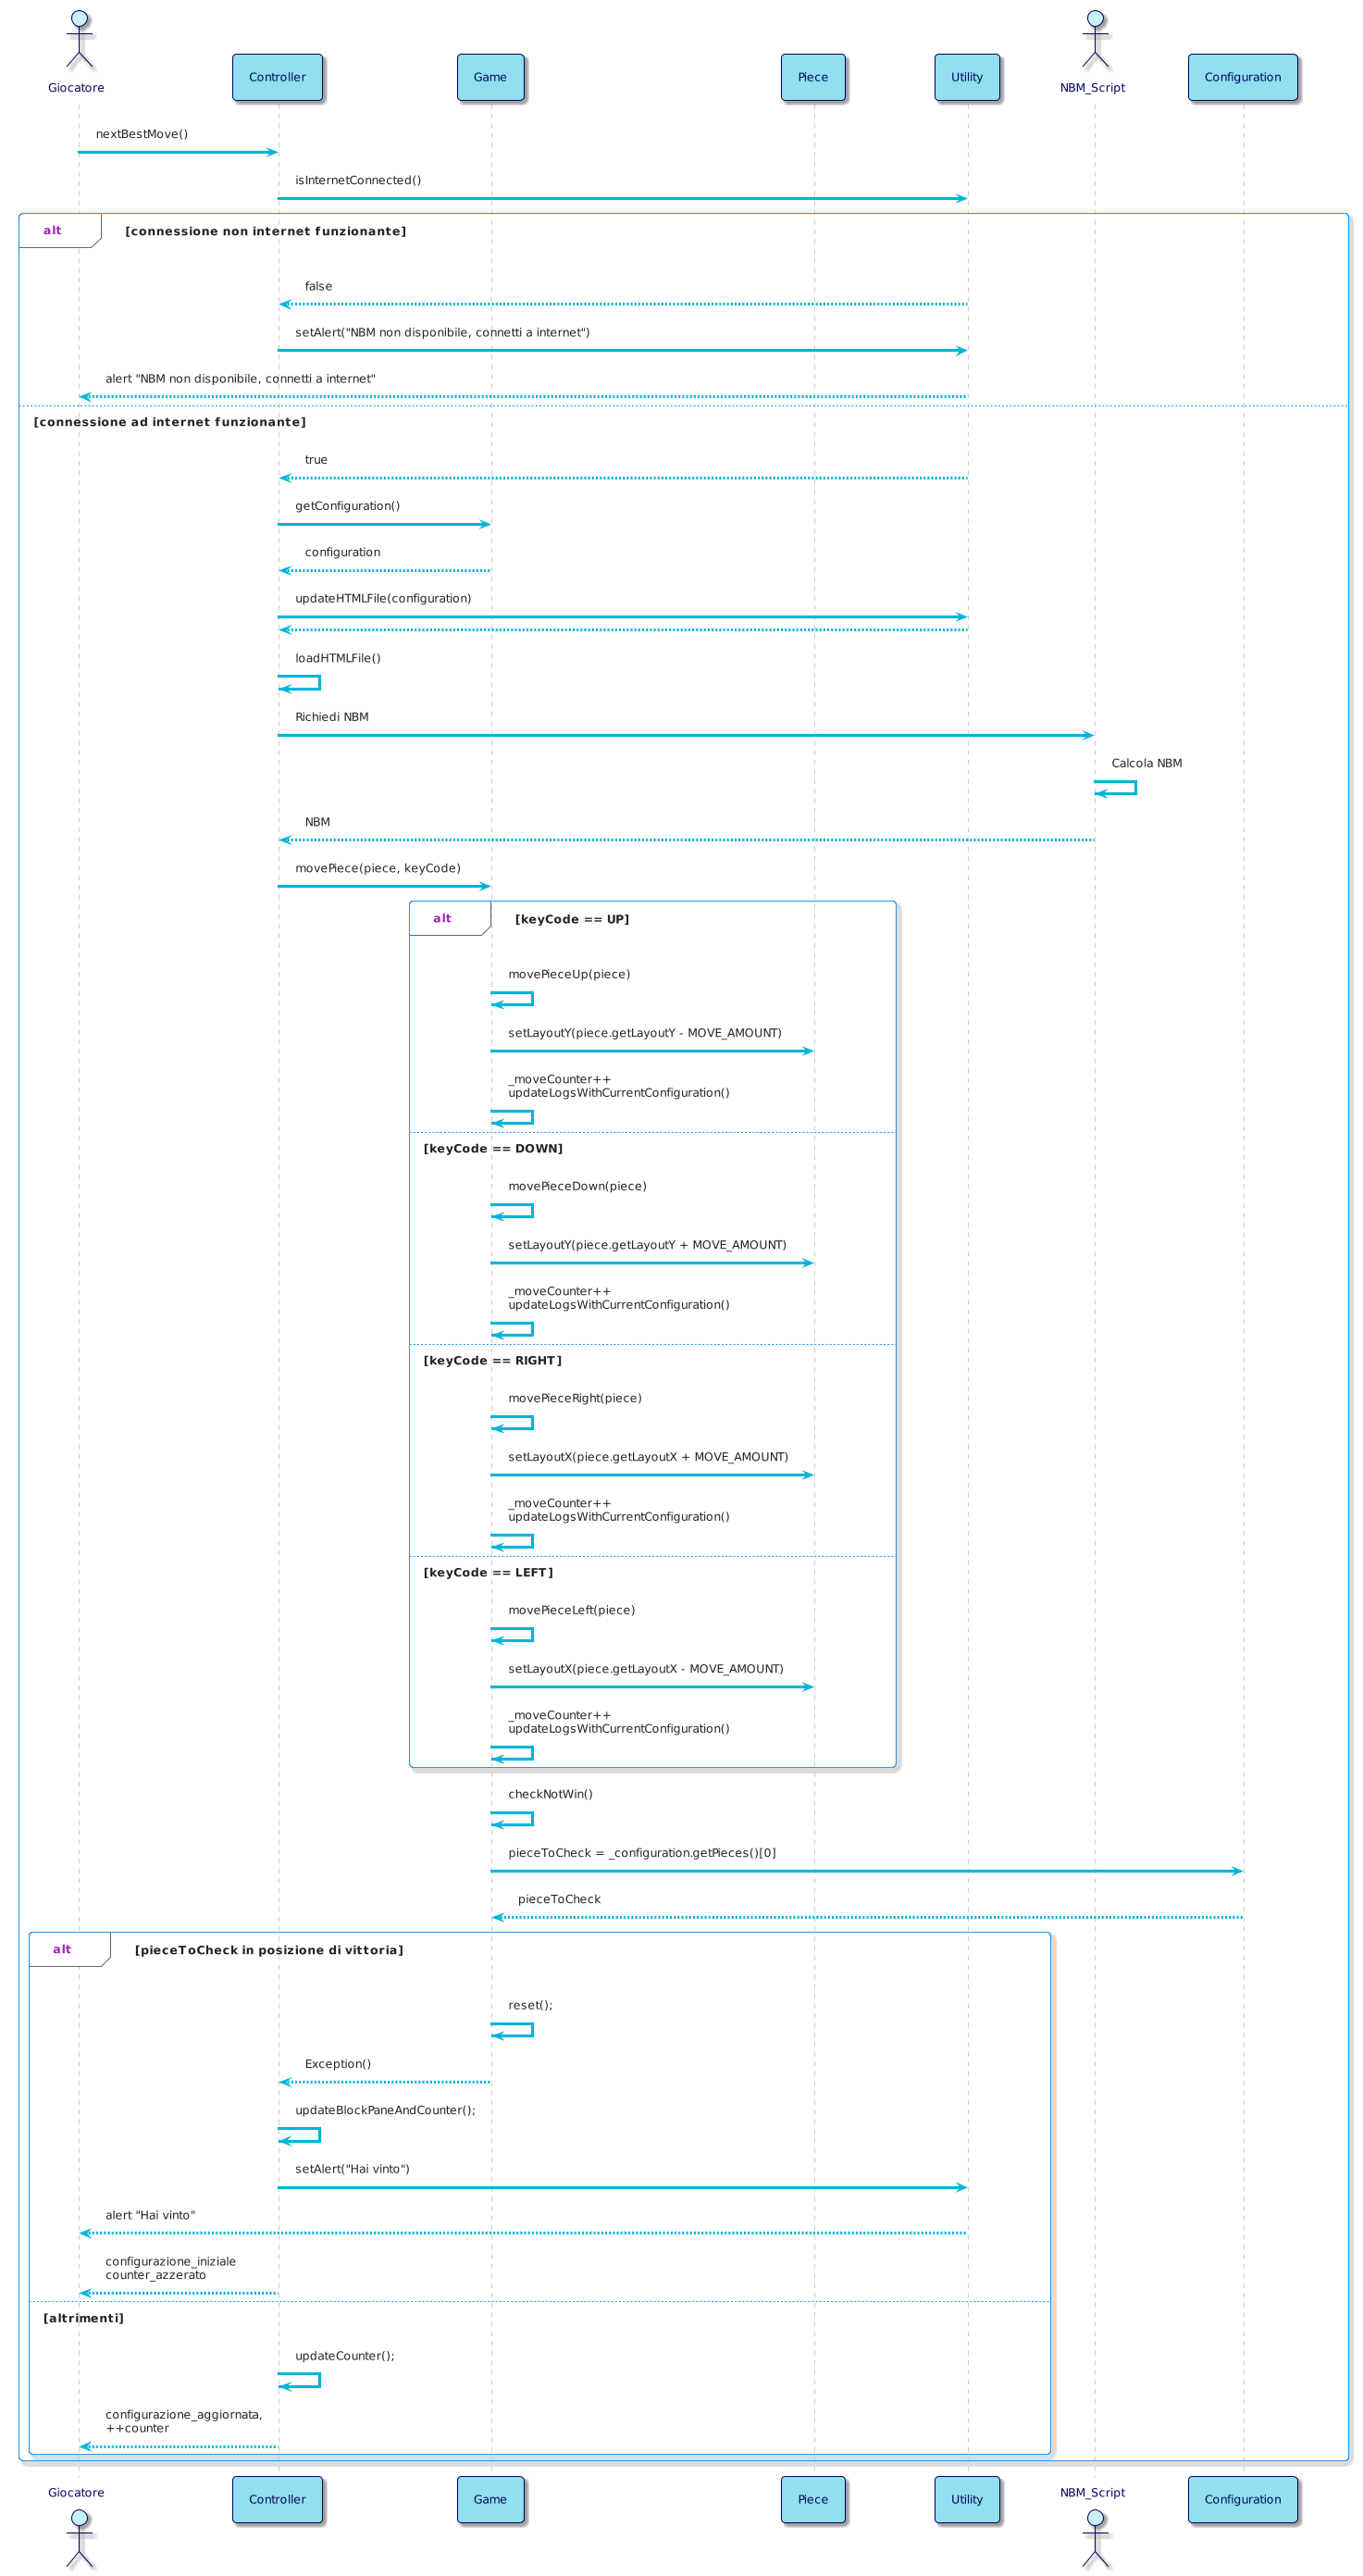 Giocatore
Controller
Game
Piece
Utility
NBM_Script
Configuration
nextBestMove()
isInternetConnected()
alt
[connessione non internet funzionante]
false
setAlert("NBM non disponibile, connetti a internet")
alert "NBM non disponibile, connetti a internet"
[connessione ad internet funzionante]
true
getConfiguration()
configuration
updateHTMLFile(configuration)
loadHTMLFile()
Richiedi NBM
Calcola NBM
NBM
movePiece(piece, keyCode)
alt
[keyCode == UP]
movePieceUp(piece)
setLayoutY(piece.getLayoutY - MOVE_AMOUNT)
_moveCounter++
updateLogsWithCurrentConfiguration()
[keyCode == DOWN]
movePieceDown(piece)
setLayoutY(piece.getLayoutY + MOVE_AMOUNT)
_moveCounter++
updateLogsWithCurrentConfiguration()
[keyCode == RIGHT]
movePieceRight(piece)
setLayoutX(piece.getLayoutX + MOVE_AMOUNT)
_moveCounter++
updateLogsWithCurrentConfiguration()
[keyCode == LEFT]
movePieceLeft(piece)
setLayoutX(piece.getLayoutX - MOVE_AMOUNT)
_moveCounter++
updateLogsWithCurrentConfiguration()
checkNotWin()
pieceToCheck = _configuration.getPieces()[0]
pieceToCheck
alt
[pieceToCheck in posizione di vittoria]
reset();
Exception()
updateBlockPaneAndCounter();
setAlert("Hai vinto")
alert "Hai vinto"
configurazione_iniziale
counter_azzerato
[altrimenti]
updateCounter();
configurazione_aggiornata,
++counter
Giocatore
Controller
Game
Piece
Utility
NBM_Script
Configuration